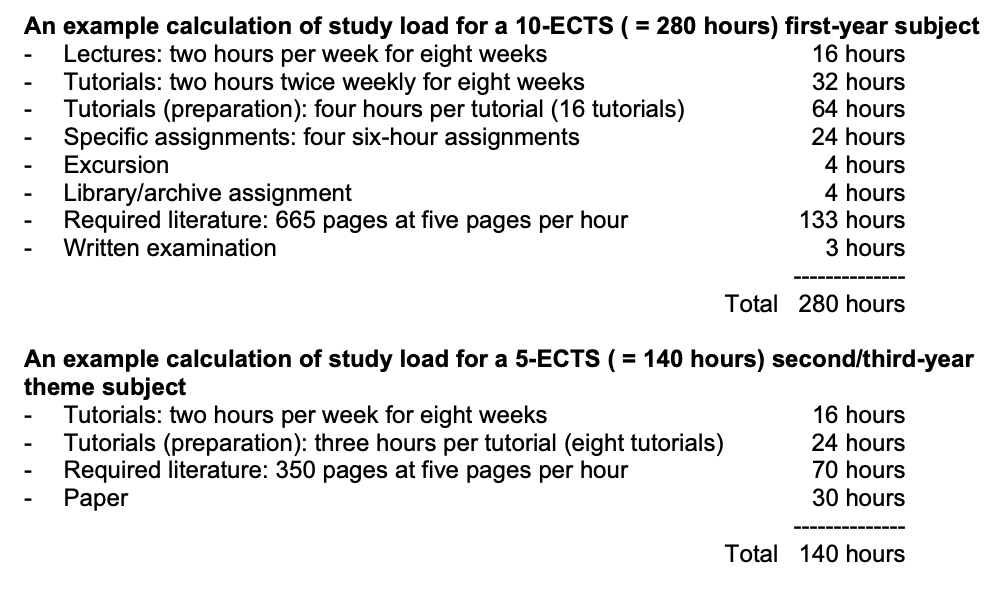 An example calculation of study load for a 10-ECTS ( = 280 hours) first-year subject
- Lectures: two hours per week for eight weeks 16 hours
- Tutorials: two hours twice weekly for eight weeks 32 hours
- Tutorials (preparation): four hours per tutorial (16 tutorials) 64 hours
- Specific assignments: four six-hour assignments 24 hours
- Excursion 4 hours
- Library/archive assignment 4 hours
- Required literature: 665 pages at five pages per hour 133 hours
- Written examination 3 hours
--------------
Total 280 hours
An example calculation of study load for a 5-ECTS ( = 140 hours) second/third-year
theme subject
- Tutorials: two hours per week for eight weeks 16 hours
- Tutorials (preparation): three hours per tutorial (eight tutorials) 24 hours
- Required literature: 350 pages at five pages per hour 70 hours
- Paper 30 hours
--------------
Total 140 hours